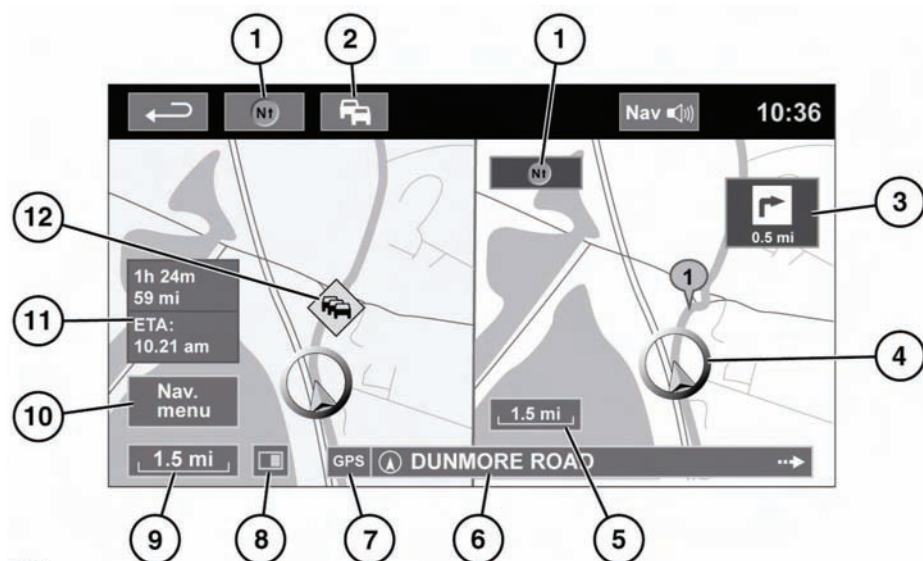 1
2
1
N↑
Nav
10:36
N↑
3
0.5 mi
12
1
1h 24m
59 mi
11
ETA:
10.21 am
4
Nav.
menu
10
1.5 mi
1.5 mi
GPS
DUNMORE ROAD
9
8
7
6
5